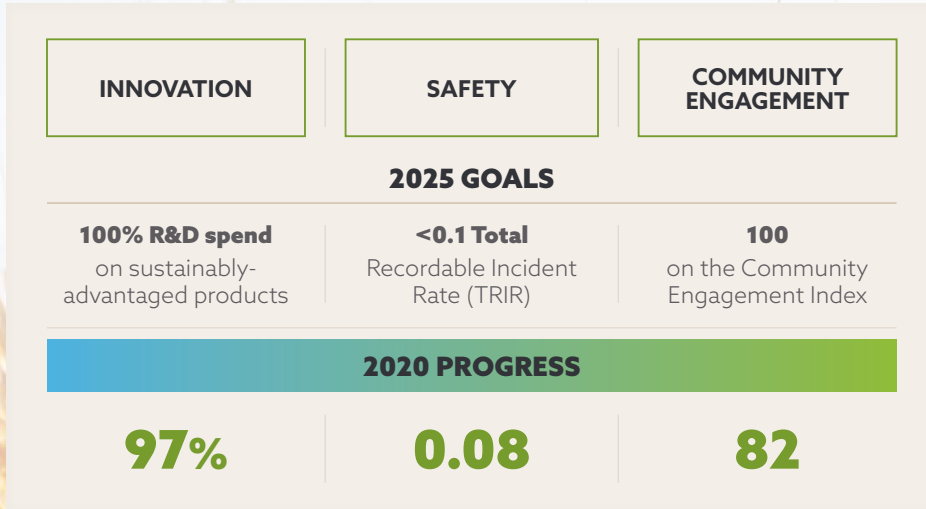 INNOVATION
SAFETY
COMMUNITY
ENGAGEMENT
2025 GOALS
100% R&D spend
on sustainably-
advantaged products
<0.1 Total
Recordable Incident
Rate (TRIR)
100
on the Community
Engagement Index
2020 PROGRESS
97%
0.08
82